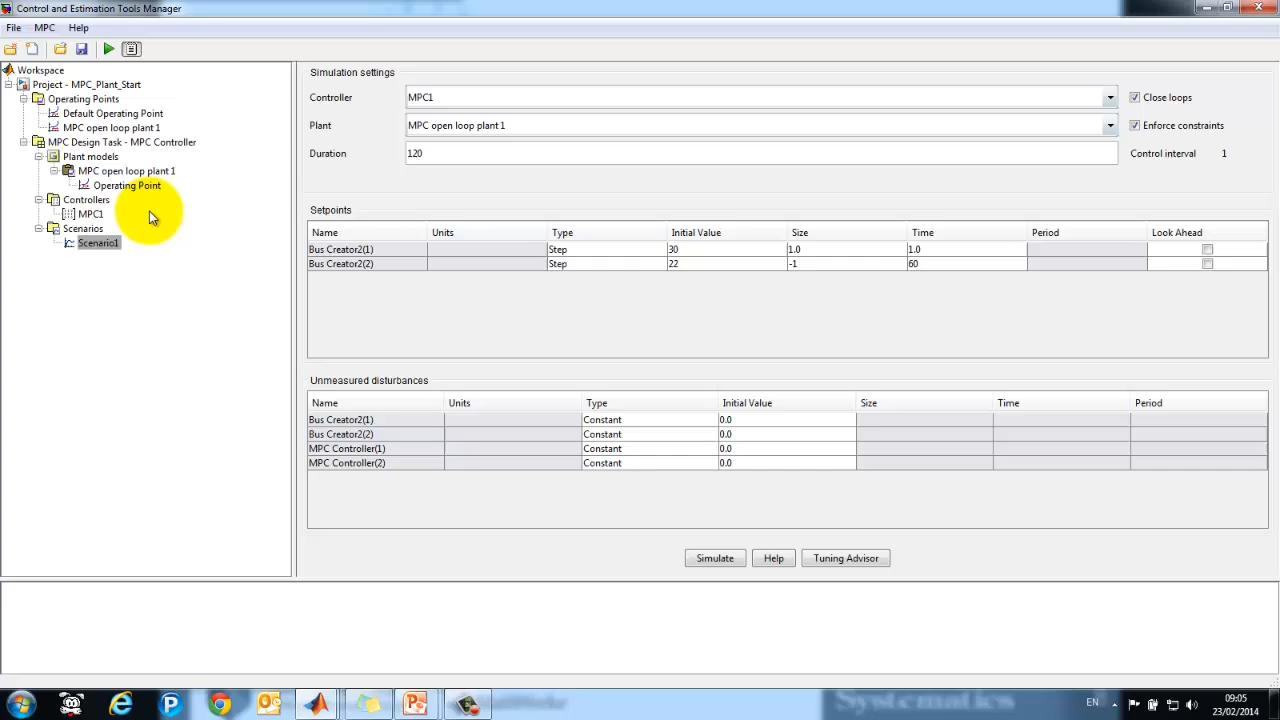 Control and Estimation Tools Manager
File MPC Help
Workspace
Project - MPC_Plant_Start
Operating Points
Default Operating Point
MPC open loop plant 1
MPC Design Task - MPC Controller
Plant models
MPC open loop plant 1
Operating Point
Controllers
MPC1
Scenarios
Scenario1
Simulation settings
Controller MPC1 Close loops
Plant MPC open loop plant 1 Enforce constraints
Duration 120 Control interval 1
Setpoints
Name Units Type Initial Value Size Time Period Look Ahead
Bus Creator2(1) Step 30 1.0 1.0
Bus Creator2(2) Step 22 -1 60
Unmeasured disturbances
Name Units Type Initial Value Size Time Period
Bus Creator2(1) Constant 0.0
Bus Creator2(2) Constant 0.0
MPC Controller(1) Constant 0.0
MPC Controller(2) Constant 0.0
Simulate Help Tuning Advisor
Systematics
EN 09:05
23/02/2014